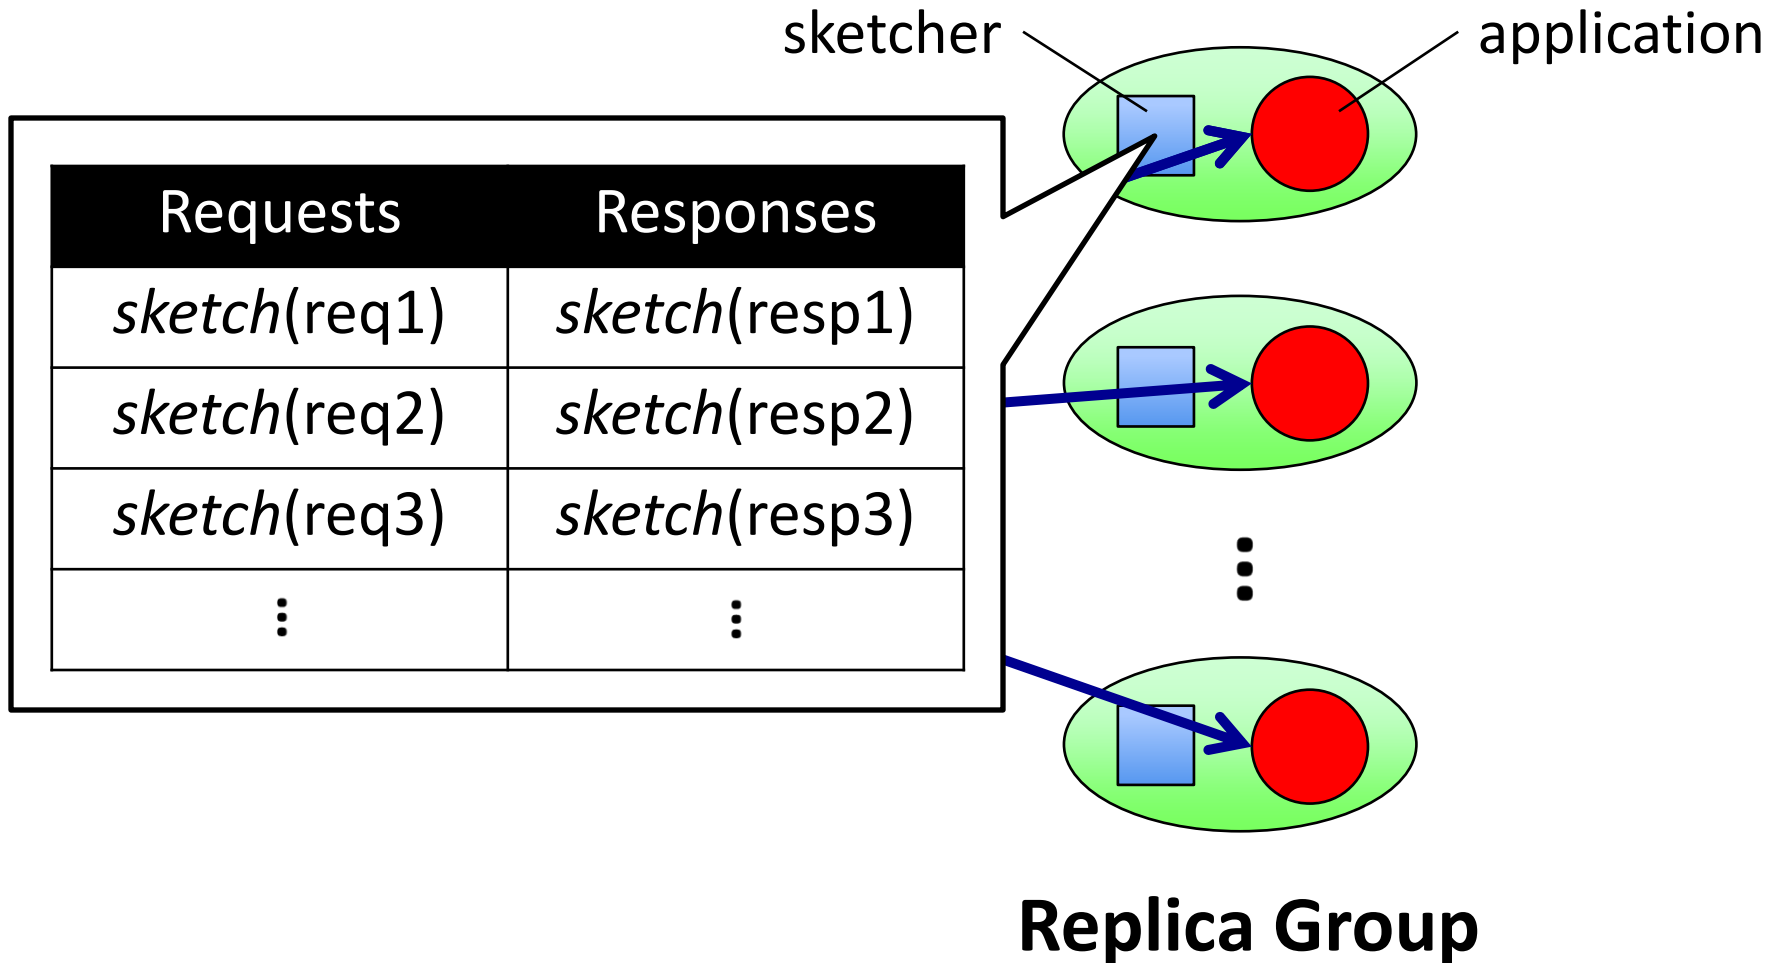 sketcher
application
Requests Responses
sketch(req1) sketch(resp1)
sketch(req2) sketch(resp2)
sketch(req3) sketch(resp3)
⋮ ⋮
⋮
Replica Group